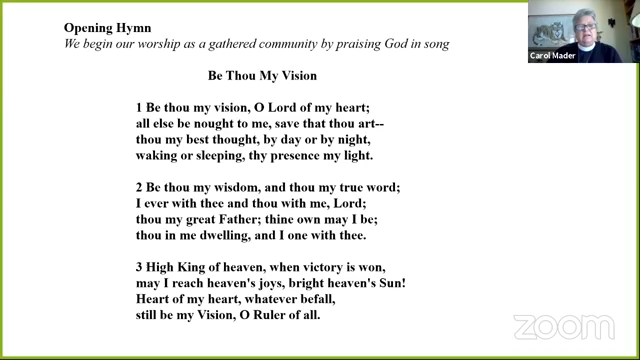 Opening Hymn
We begin our worship as a gathered community by praising God in song
Carol Mader
Be Thou My Vision
1 Be thou my vision, O Lord of my heart;
all else be nought to me, save that thou art--
thou my best thought, by day or by night,
waking or sleeping, thy presence my light.
2 Be thou my wisdom, and thou my true word;
I ever with thee and thou with me, Lord;
thou my great Father; thine own may I be;
thou in me dwelling, and I one with thee.
3 High King of heaven, when victory is won,
may I reach heaven's joys, bright heaven's Sun!
Heart of my heart, whatever befall,
still be my Vision, O Ruler of all.
zoom